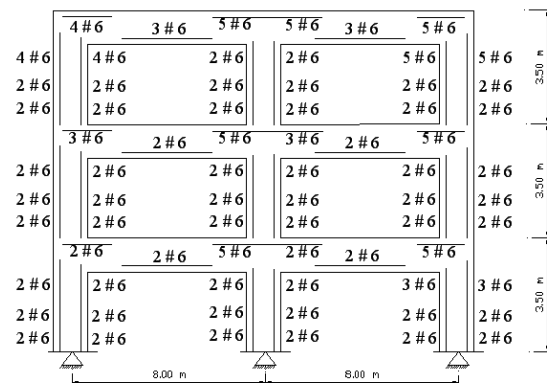 4 # 6 3 # 6 5 # 6 5 # 6 3 # 6 5 # 6
4 # 6 4 # 6 2 # 6 2 # 6 5 # 6 5 # 6
2 # 6 2 # 6 2 # 6 2 # 6 2 # 6 2 # 6
2 # 6 2 # 6 2 # 6 2 # 6 2 # 6 2 # 6
3.50 m
3 # 6 2 # 6 5 # 6 3 # 6 2 # 6 5 # 6
2 # 6 2 # 6 2 # 6 2 # 6 2 # 6 2 # 6
2 # 6 2 # 6 2 # 6 2 # 6 2 # 6 2 # 6
2 # 6 2 # 6 2 # 6 2 # 6 2 # 6 2 # 6
3.50 m
2 # 6 2 # 6 5 # 6 2 # 6 2 # 6 5 # 6
2 # 6 2 # 6 2 # 6 2 # 6 3 # 6 3 # 6
2 # 6 2 # 6 2 # 6 2 # 6 2 # 6 2 # 6
2 # 6 2 # 6 2 # 6 2 # 6 2 # 6 2 # 6
3.50 m
8.00 m 8.00 m